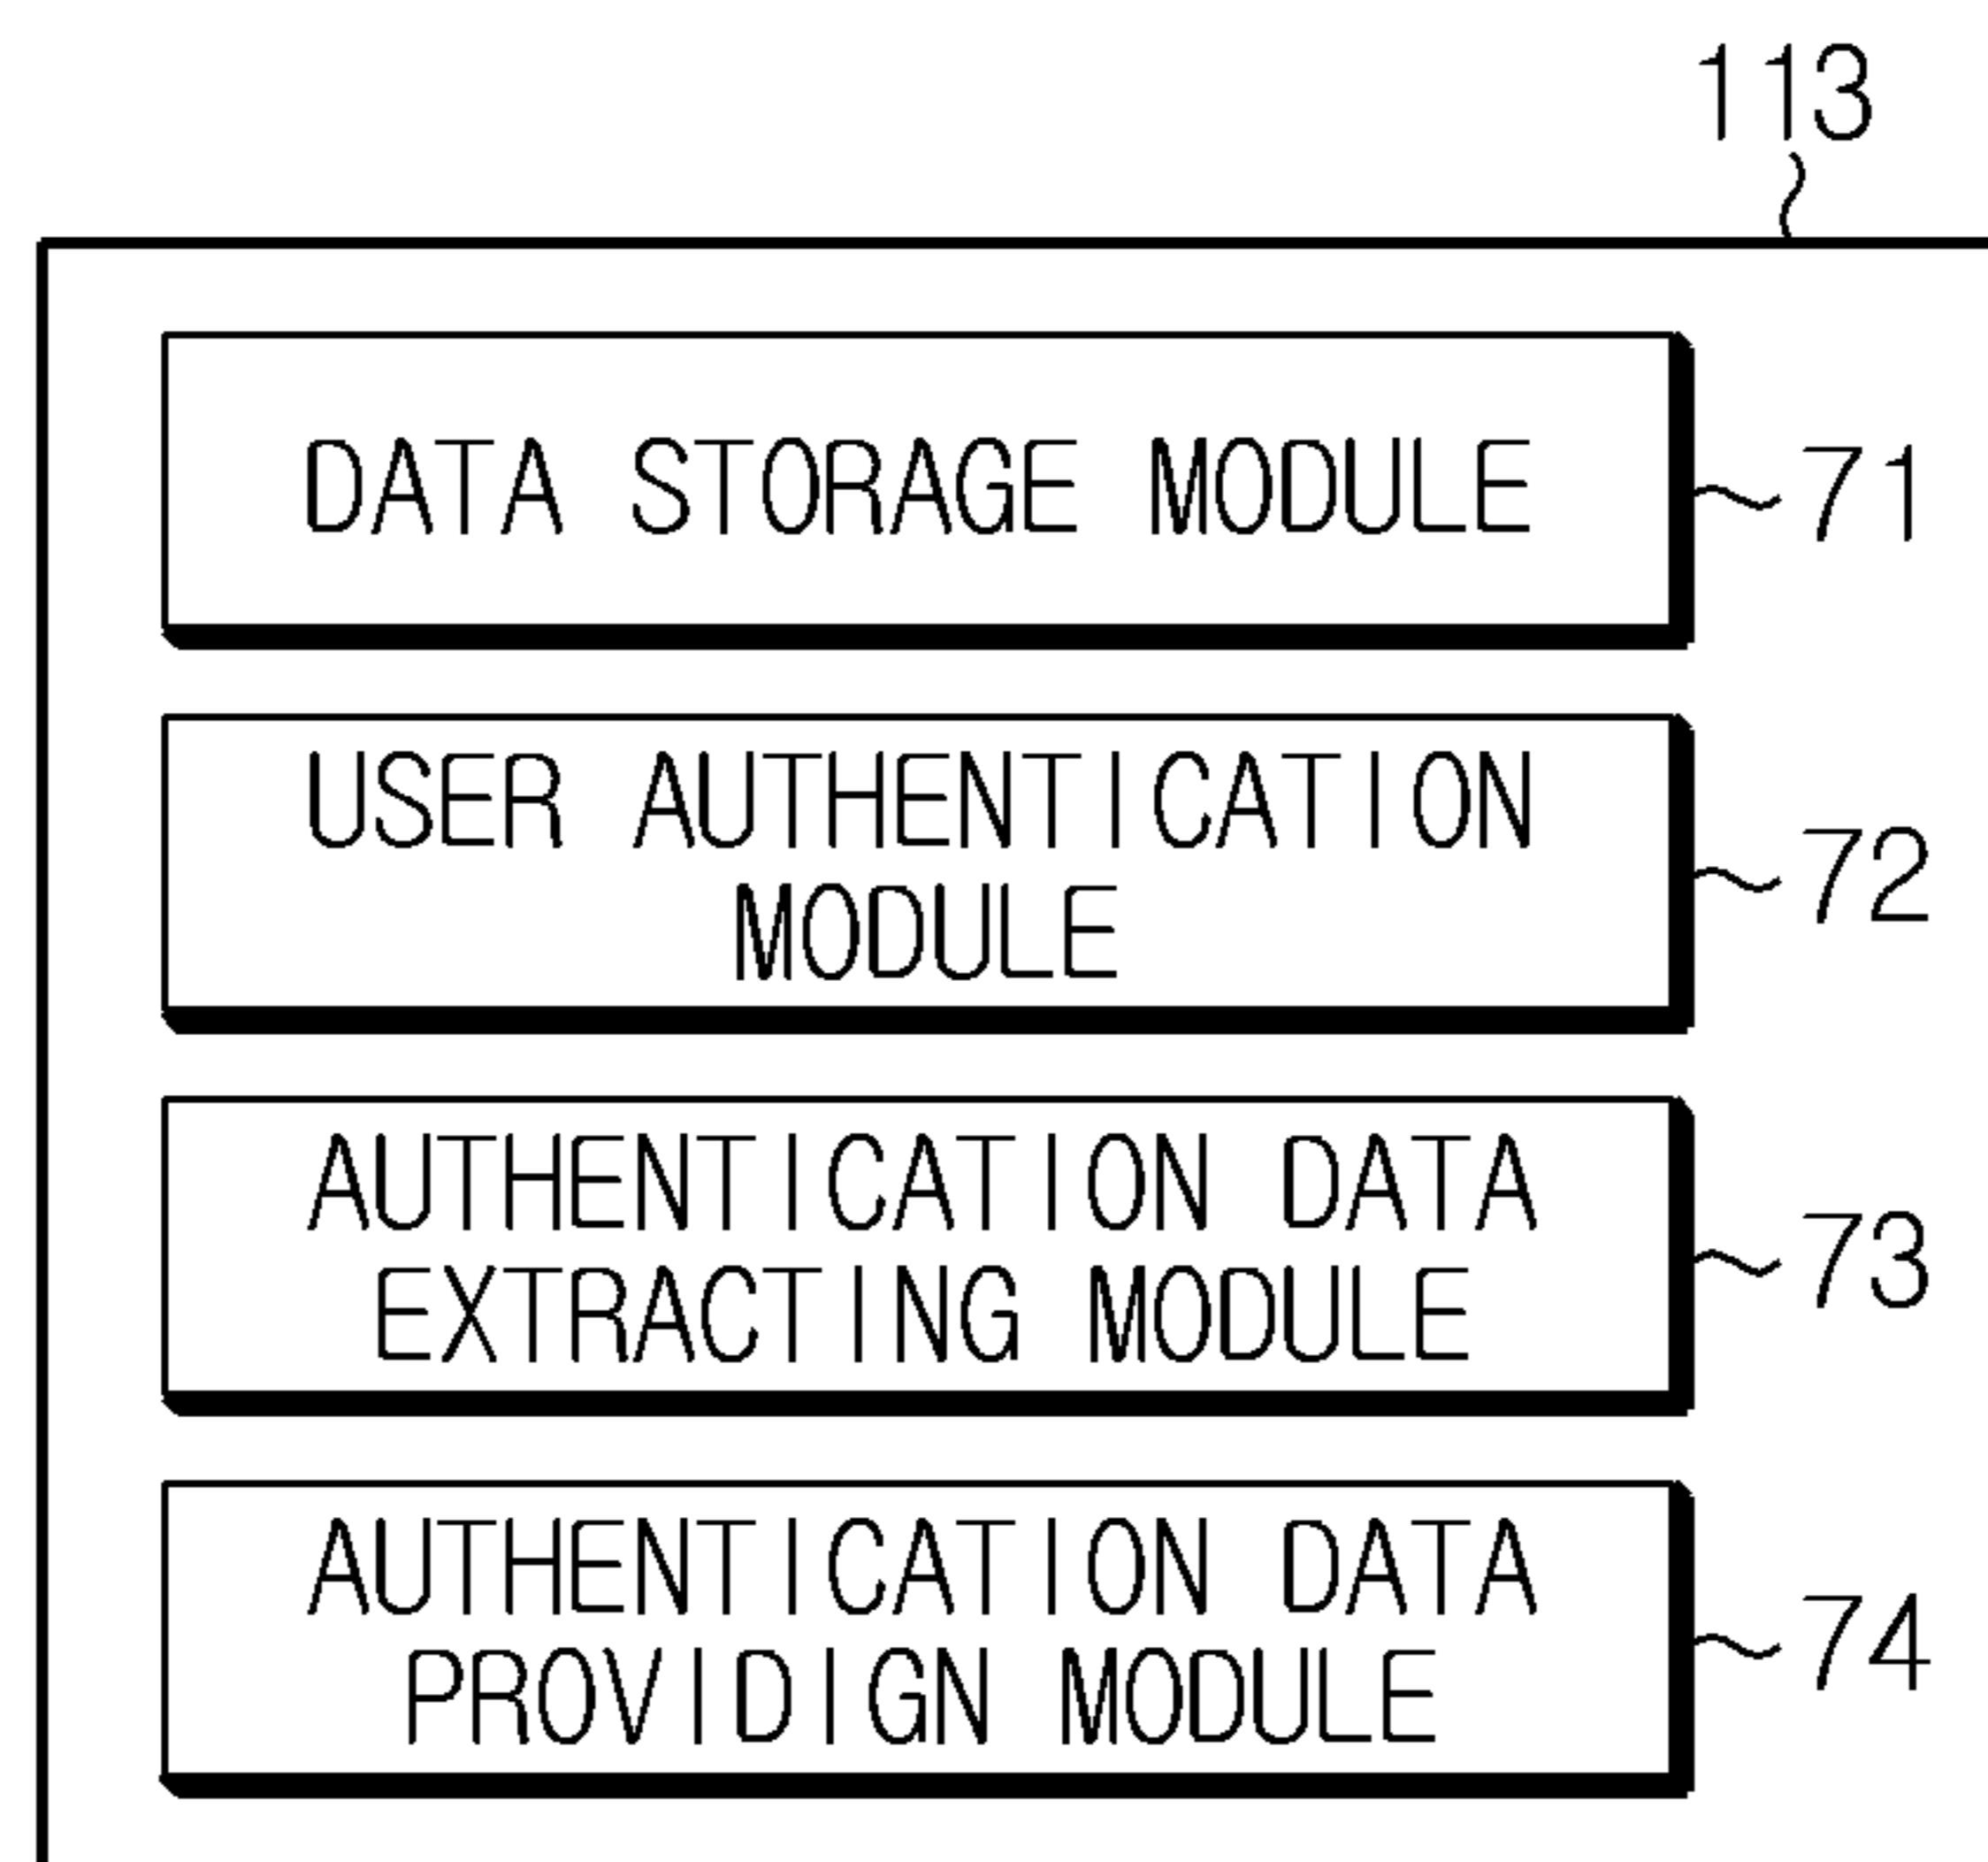 113
DATA STORAGE MODULE
71
USER AUTHENTICATION
MODULE
72
AUTHENTICATION DATA
EXTRACTING MODULE
73
AUTHENTICATION DATA
PROVIDIGN MODULE
74